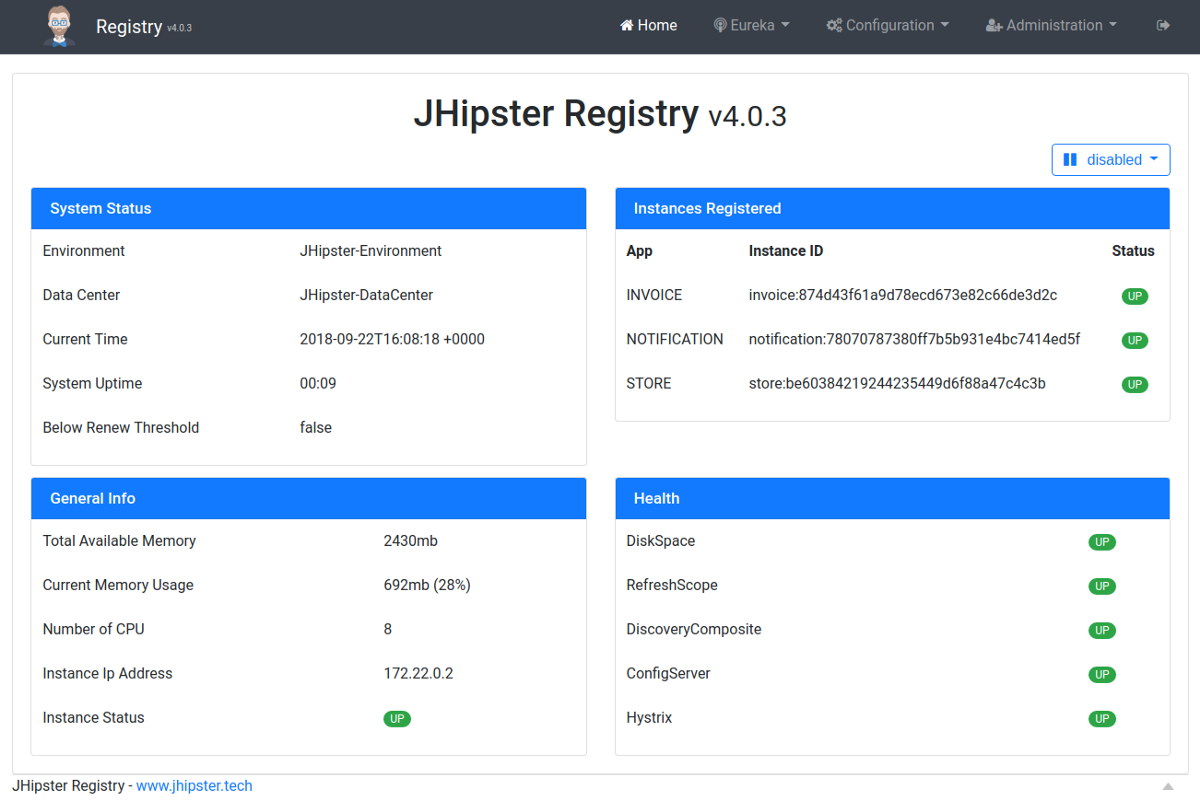 Registry v4.0.3
Home
Eureka
Configuration
Administration
JHipster Registry v4.0.3
disabled
System Status
Environment JHipster-Environment
Data Center JHipster-DataCenter
Current Time 2018-09-22T16:08:18 +0000
System Uptime 00:09
Below Renew Threshold false
Instances Registered
App Instance ID Status
INVOICE invoice:874d43f61a9d78ecd673e82c66de3d2c UP
NOTIFICATION notification:78070787380ff7b5b931e4bc7414ed5f UP
STORE store:be60384219244235449d6f88a47c4c3b UP
General Info
Total Available Memory 2430mb
Current Memory Usage 692mb (28%)
Number of CPU 8
Instance Ip Address 172.22.0.2
Instance Status UP
Health
DiskSpace UP
RefreshScope UP
DiscoveryComposite UP
ConfigServer UP
Hystrix UP
JHipster Registry - www.jhipster.tech